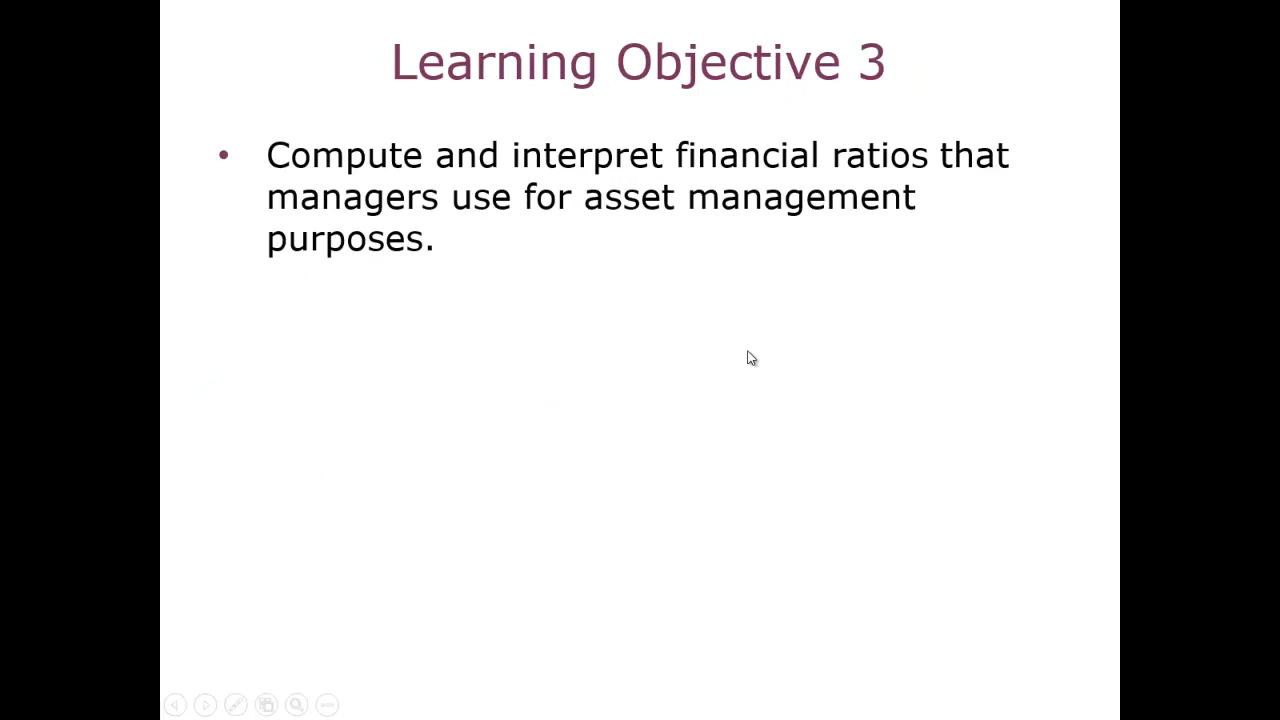 Learning Objective 3
• Compute and interpret financial ratios that
managers use for asset management
purposes.